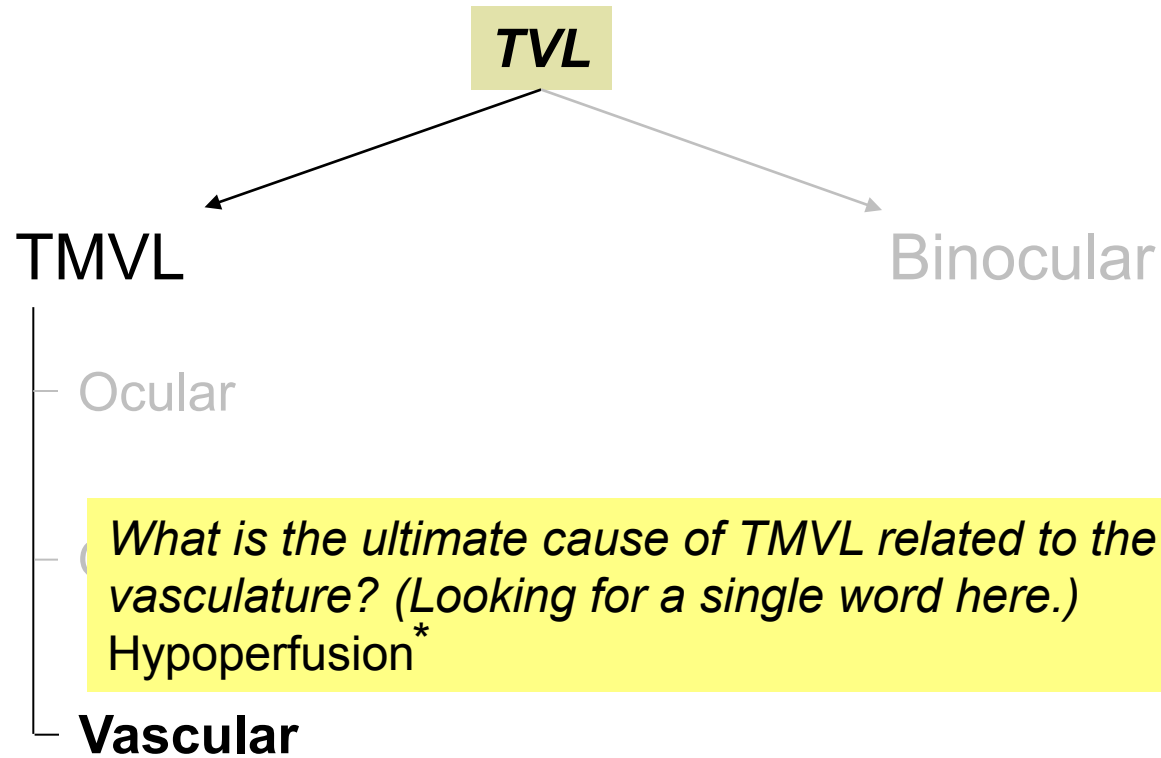 TVL
TMVL
Binocular
Ocular
What is the ultimate cause of TMVL related to the
vasculature? (Looking for a single word here.)
Hypoperfusion*
Vascular